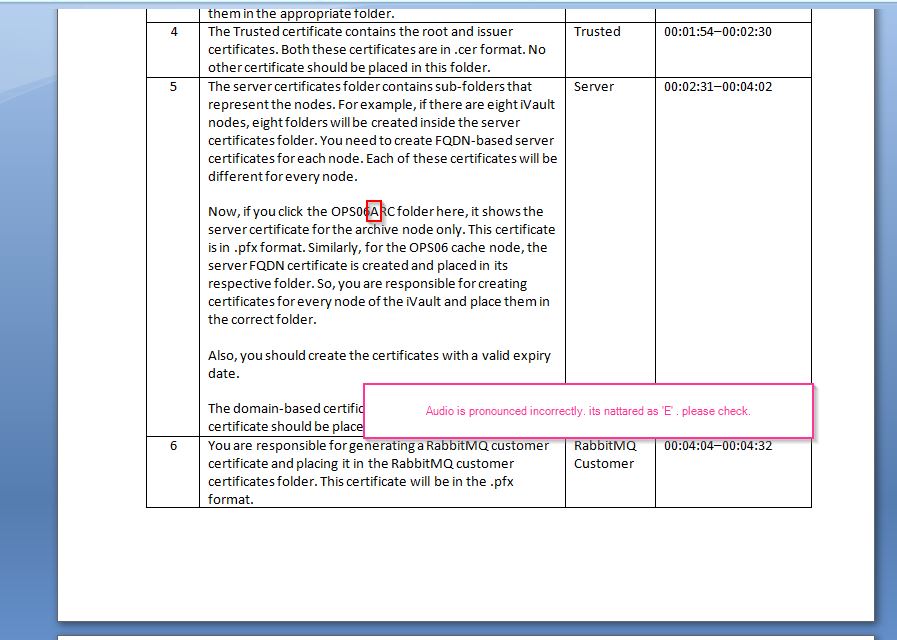 them in the appropriate folder.
4 The Trusted certificate contains the root and issuer Trusted 00:01:54–00:02:30
certificates. Both these certificates are in .cer format. No
other certificate should be placed in this folder.
5 The server certificates folder contains sub-folders that Server 00:02:31–00:04:02
represent the nodes. For example, if there are eight iVault
nodes, eight folders will be created inside the server
certificates folder. You need to create FQDN-based server
certificates for each node. Each of these certificates will be
different for every node.
Now, if you click the OPS06ARC folder here, it shows the
server certificate for the archive node only. This certificate
is in .pfx format. Similarly, for the OPS06 cache node, the
server FQDN certificate is created and placed in its
respective folder. So, you are responsible for creating
certificates for every node of the iVault and place them in
the correct folder.
Also, you should create the certificates with a valid expiry
date.
The domain-based
certificate should be
Audio is pronounced incorrectly. its nattared as 'E' . please check.
6 You are responsible for generating a RabbitMQ customer RabbitMQ 00:04:04–00:04:32
certificate and placing it in the RabbitMQ customer Customer
certificates folder. This certificate will be in the .pfx
format.